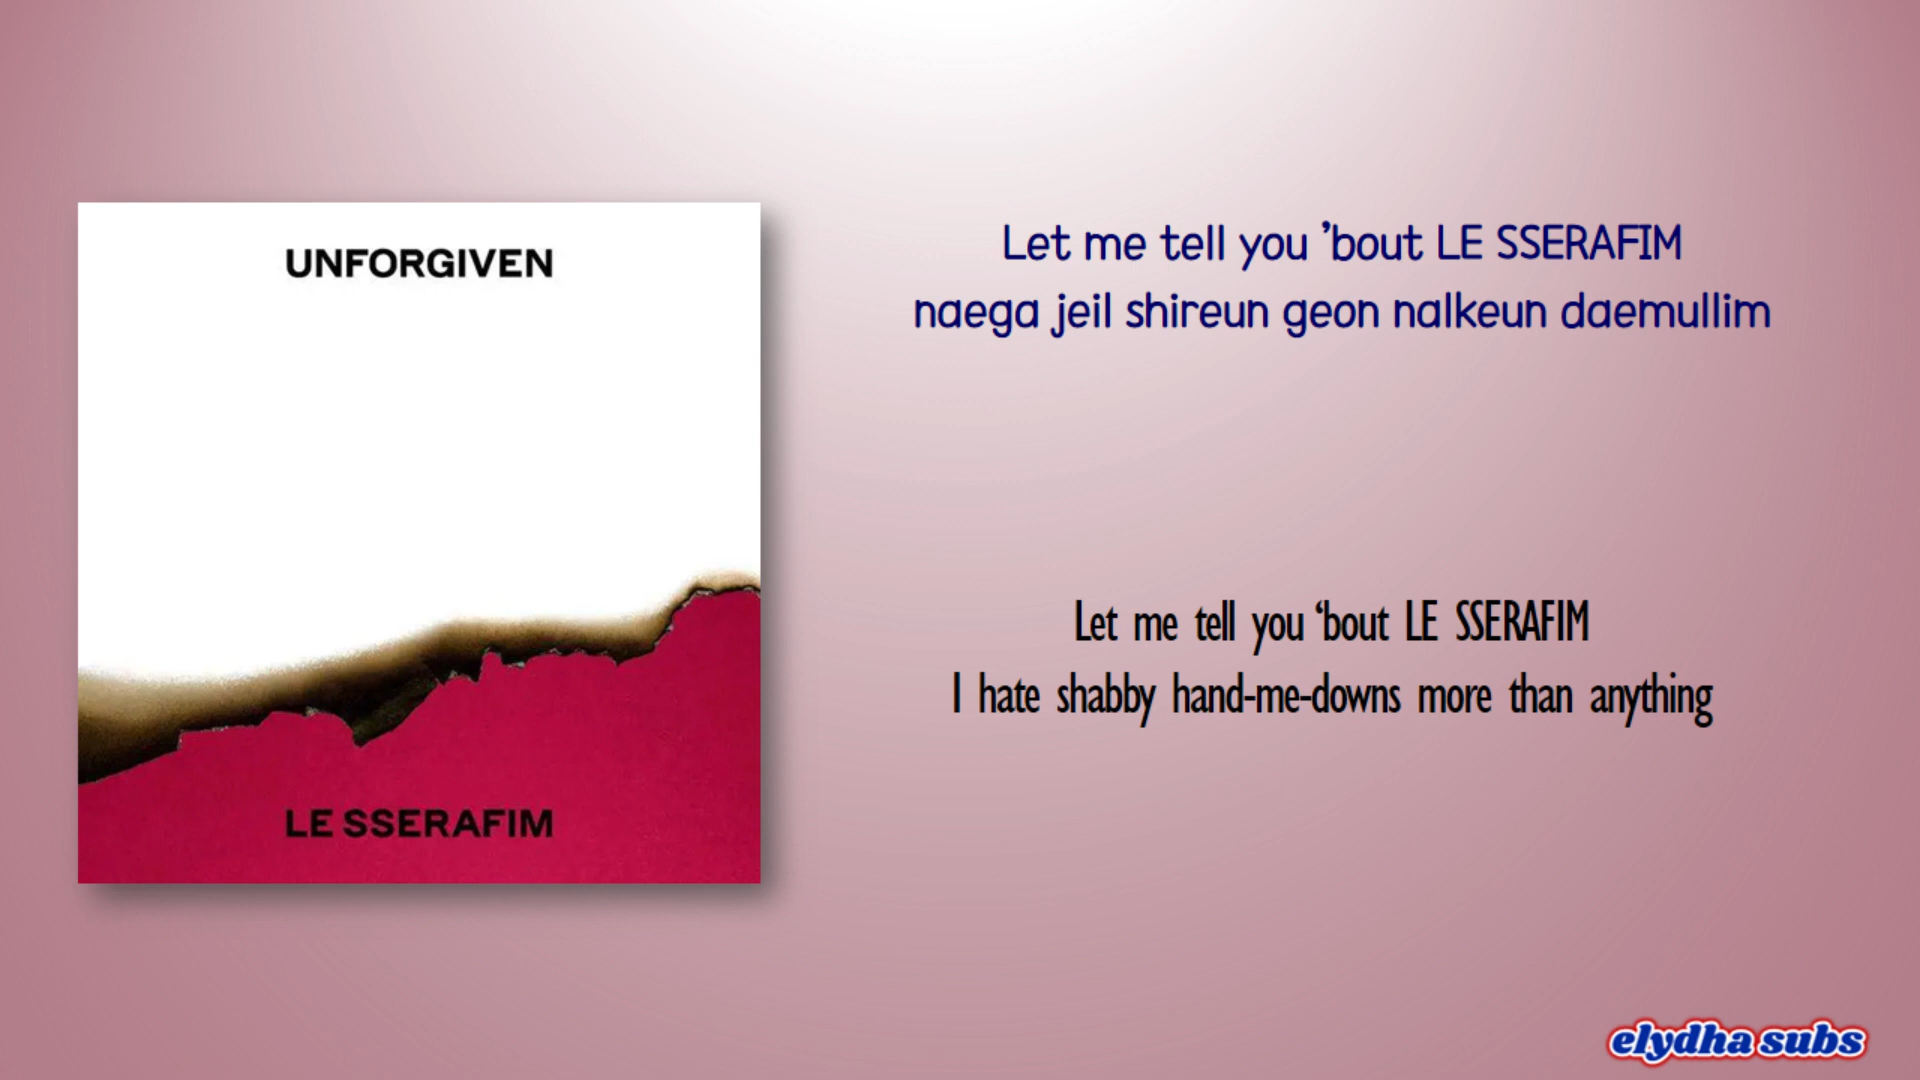 UNFORGIVEN
LE SSERAFIM
Let me tell you ’bout LE SSERAFIM
naega jeil shireun geon nalkeun daemullim
Let me tell you ‘bout LE SSERAFIM
I hate shabby hand-me-downs more than anything
elydha subs